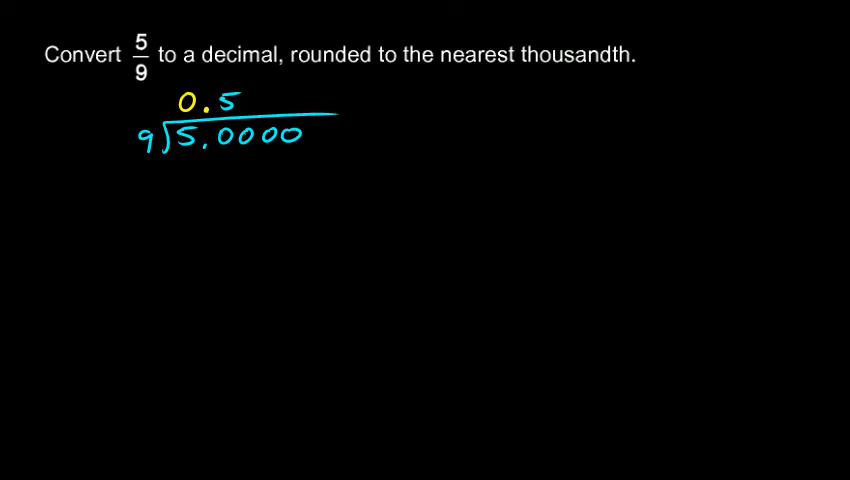 Convert 5/9 to a decimal, rounded to the nearest thousandth.
0.5
9)5.0000